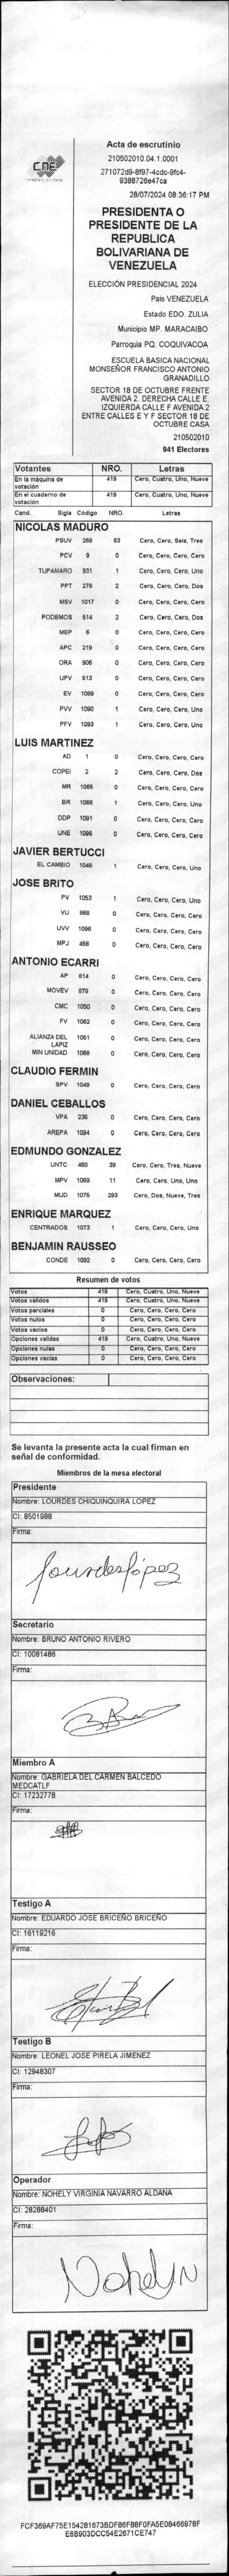 CNE
Acta de escrutinio
210502010.04.1.0001
271072d9-8f97-4cdc-9fc4-
9388726e47ca
28/07/2024 08:36:17 PM
PRESIDENTA O
PRESIDENTE DE LA
REPUBLICA
BOLIVARIANA DE
VENEZUELA
ELECCIÓN PRESIDENCIAL 2024
País VENEZUELA
Estado EDO. ZULIA
Municipio MP. MARACAIBO
Parroquia PQ. COQUIVACOA
ESCUELA BASICA NACIONAL
MONSEÑOR FRANCISCO ANTONIO
GRANADILLO
SECTOR 18 DE OCTUBRE FRENTE
AVENIDA 2. DERECHA CALLE E.
IZQUIERDA CALLE F AVENIDA 2
ENTRE CALLES E Y F SECTOR 18 DE
OCTUBRE CASA
210502010
941 Electores
Votantes NRO. Letras
En la máquina de votación 419 Cero, Cuatro, Uno, Nueve
En el cuaderno de votación 419 Cero, Cuatro, Uno, Nueve
Cand. Sigla Código NRO. Letras
NICOLAS MADURO
PSUV 269 63 Cero, Cero, Seis, Tres
PCV 9 0 Cero, Cero, Cero, Cero
TUPAMARO 931 1 Cero, Cero, Cero, Uno
PPT 276 2 Cero, Cero, Cero, Dos
MSV 1017 0 Cero, Cero, Cero, Cero
PODEMOS 514 2 Cero, Cero, Cero, Dos
MEP 6 0 Cero, Cero, Cero, Cero
APC 219 0 Cero, Cero, Cero, Cero
ORA 906 0 Cero, Cero, Cero, Cero
UPV 513 0 Cero, Cero, Cero, Cero
EV 1089 0 Cero, Cero, Cero, Cero
PVV 1090 1 Cero, Cero, Cero, Uno
PFV 1093 1 Cero, Cero, Cero, Uno
LUIS MARTINEZ
AD 1 0 Cero, Cero, Cero, Cero
COPEI 2 2 Cero, Cero, Cero, Dos
MR 1065 0 Cero, Cero, Cero, Cero
BR 1066 1 Cero, Cero, Cero, Uno
DDP 1091 0 Cero, Cero, Cero, Cero
UNE 1095 0 Cero, Cero, Cero, Cero
JAVIER BERTUCCI
EL CAMBIO 1048 1 Cero, Cero, Cero, Uno
JOSE BRITO
PV 1053 1 Cero, Cero, Cero, Uno
VU 868 0 Cero, Cero, Cero, Cero
UVV 1096 0 Cero, Cero, Cero, Cero
MPJ 458 0 Cero, Cero, Cero, Cero
ANTONIO ECARRI
AP 814 0 Cero, Cero, Cero, Cero
MOVEV 879 0 Cero, Cero, Cero, Cero
CMC 1050 0 Cero, Cero, Cero, Cero
FV 1062 0 Cero, Cero, Cero, Cero
ALIANZA DEL LAPIZ 1051 0 Cero, Cero, Cero, Cero
MIN UNIDAD 1068 0 Cero, Cero, Cero, Cero
CLAUDIO FERMIN
SPV 1049 0 Cero, Cero, Cero, Cero
DANIEL CEBALLOS
VPA 236 0 Cero, Cero, Cero, Cero
AREPA 1094 0 Cero, Cero, Cero, Cero
EDMUNDO GONZALEZ
UNTC 460 39 Cero, Cero, Tres, Nueve
MPV 1069 11 Cero, Cero, Uno, Uno
MUD 1075 293 Cero, Dos, Nueve, Tres
ENRIQUE MARQUEZ
CENTRADOS 1073 1 Cero, Cero, Cero, Uno
BENJAMIN RAUSSEO
CONDE 1092 0 Cero, Cero, Cero, Cero
Resumen de votos
Votos 419 Cero, Cuatro, Uno, Nueve
Votos validos 419 Cero, Cuatro, Uno, Nueve
Votos parciales 0 Cero, Cero, Cero, Cero
Votos nulos 0 Cero, Cero, Cero, Cero
Votos vacios 0 Cero, Cero, Cero, Cero
Opciones validas 419 Cero, Cuatro, Uno, Nueve
Opciones nulas 0 Cero, Cero, Cero, Cero
Opciones vacias 0 Cero, Cero, Cero, Cero
Observaciones:
Se levanta la presente acta la cual firman en
señal de conformidad.
Miembros de la mesa electoral
Presidente
Nombre: LOURDES CHIQUINQUIRA LOPEZ
CI: 8501988
Firma:
Lourdes López
Secretario
Nombre: BRUNO ANTONIO RIVERO
CI: 10081486
Firma:
Miembro A
Nombre: GABRIELA DEL CARMEN BALCEDO
MEDCATLF
CI: 17232778
Firma:
Testigo A
Nombre: EDUARDO JOSE BRICEÑO BRICEÑO
CI: 16119216
Firma:
Testigo B
Nombre: LEONEL JOSE PIRELA JIMENEZ
CI: 12948307
Firma:
Operador
Nombre: NOHELY VIRGINIA NAVARRO ALDANA
CI: 28268401
Firma:
NohelyN
FCF369AF75E154281673BDF86F88F0FA5E08466978F
E6B903DCC54E2671CE747